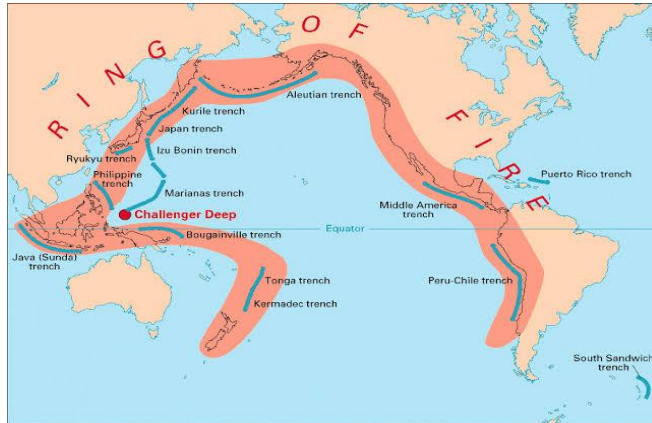 RING OF FIRE
Aleutian trench
Kurile trench
Japan trench
Izu Bonin trench
Ryukyu trench
Philippine
trench
Marianas trench
Challenger Deep
Puerto Rico trench
Middle America
trench
Equator
Bougainville trench
Java (Sunda)
trench
Tonga trench
Kermadec trench
Peru-Chile trench
South Sandwich
trench